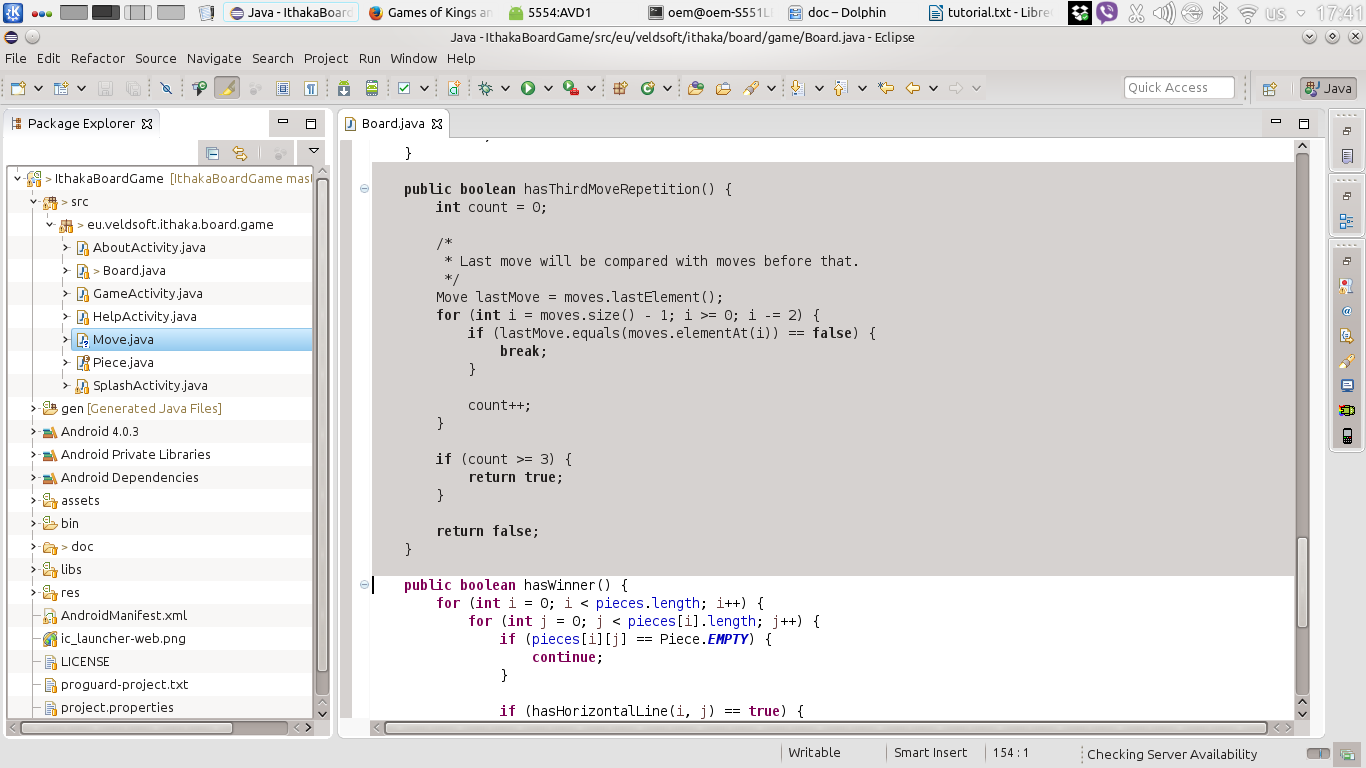 Java - IthakaBoard
Games of Kings an
5554:AVD1
oem@oem-S551L
doc – Dolphin
tutorial.txt - Libre
us
17:41
Java - IthakaBoardGame/src/eu/veldsoft/ithaka/board/game/Board.java - Eclipse
File Edit Refactor Source Navigate Search Project Run Window Help
Quick Access
Java
Package Explorer
Board.java
> IthakaBoardGame [IthakaBoardGame mast
> src
> eu.veldsoft.ithaka.board.game
AboutActivity.java
> Board.java
GameActivity.java
HelpActivity.java
Move.java
Piece.java
SplashActivity.java
gen [Generated Java Files]
Android 4.0.3
Android Private Libraries
Android Dependencies
assets
bin
> doc
libs
res
AndroidManifest.xml
ic_launcher-web.png
LICENSE
proguard-project.txt
project.properties
}
public boolean hasThirdMoveRepetition() {
int count = 0;
/*
* Last move will be compared with moves before that.
*/
Move lastMove = moves.lastElement();
for (int i = moves.size() - 1; i >= 0; i -= 2) {
if (lastMove.equals(moves.elementAt(i)) == false) {
break;
}
count++;
}
if (count >= 3) {
return true;
}
return false;
}
public boolean hasWinner() {
for (int i = 0; i < pieces.length; i++) {
for (int j = 0; j < pieces[i].length; j++) {
if (pieces[i][j] == Piece.EMPTY) {
continue;
}
if (hasHorizontalLine(i, j) == true) {
Writable
Smart Insert
154 : 1
Checking Server Availability